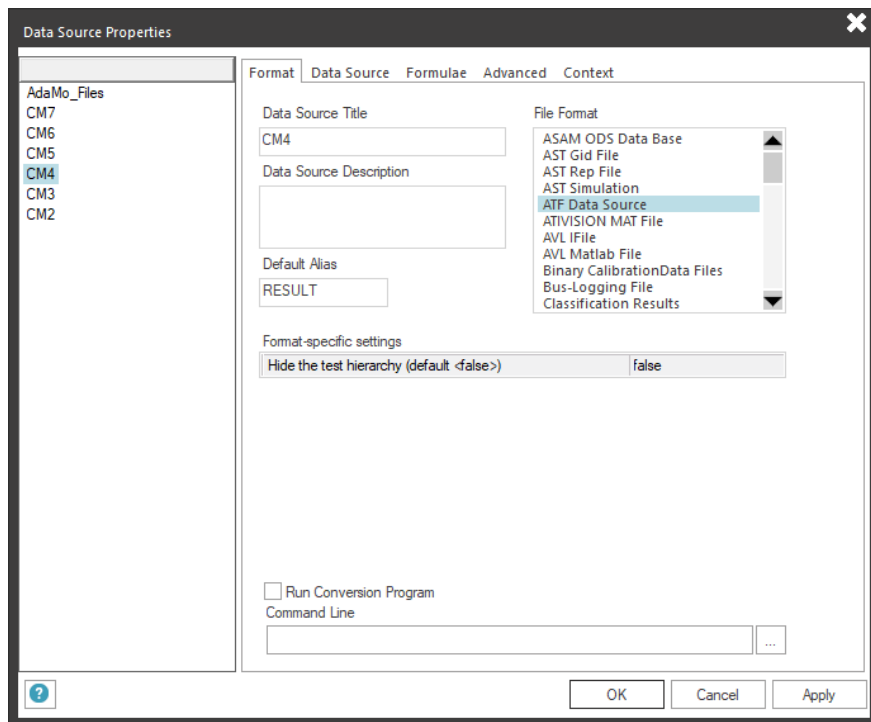 Data Source Properties
AdaMo_Files
CM7
CM6
CM5
CM4
CM3
CM2
Format Data Source Formulae Advanced Context
Data Source Title
CM4
Data Source Description
Default Alias
RESULT
File Format
ASAM ODS Data Base
AST Gid File
AST Rep File
AST Simulation
ATF Data Source
ATIVISION MAT File
AVL IFile
AVL Matlab File
Binary CalibrationData Files
Bus-Logging File
Classification Results
Format-specific settings
Hide the test hierarchy (default <false>) false
Run Conversion Program
Command Line
...
? OK Cancel Apply